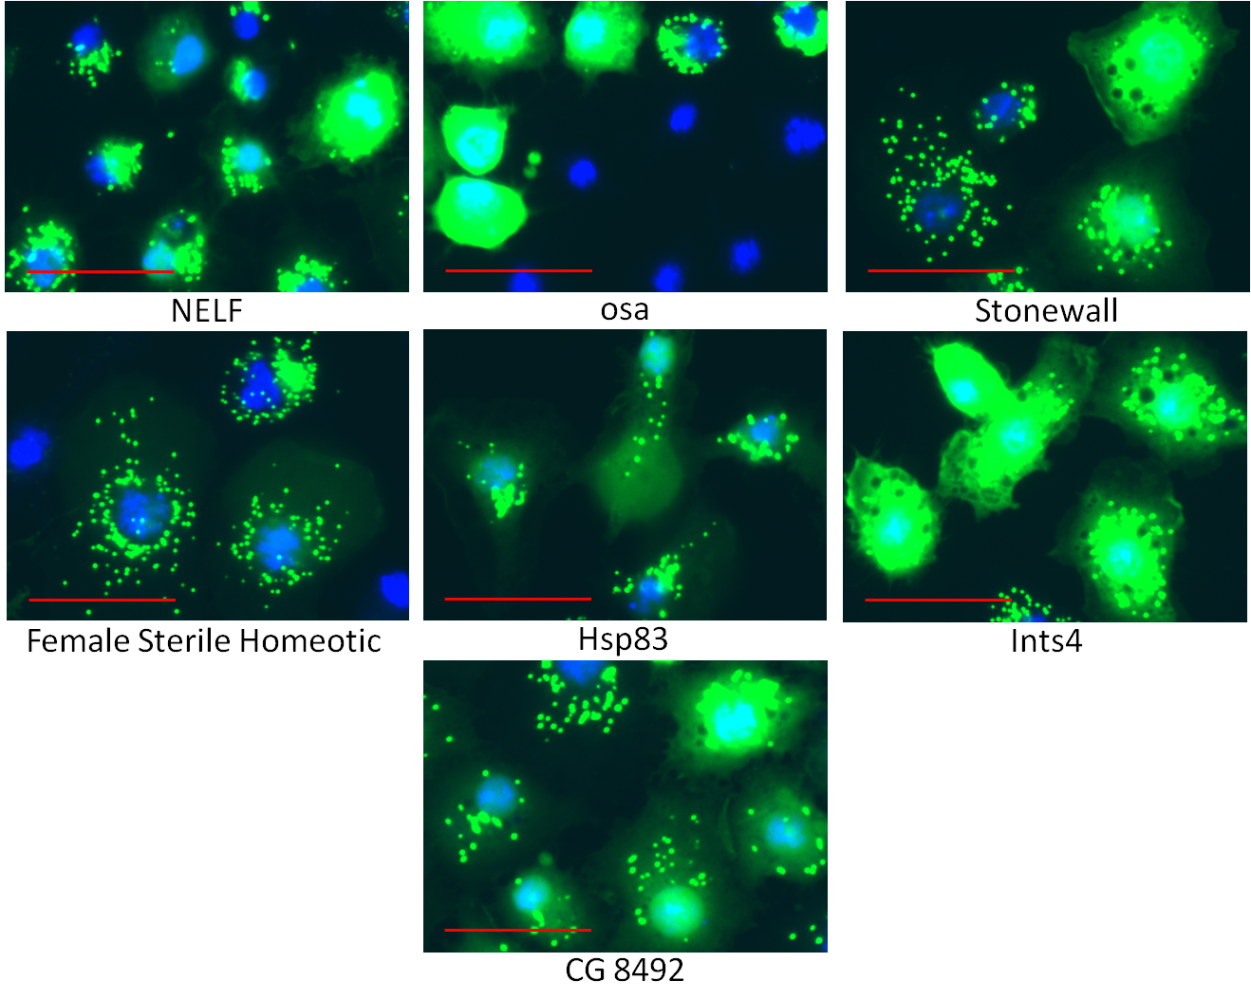 NELF
osa
Stonewall
Female Sterile Homeotic
Hsp83
Ints4
CG 8492